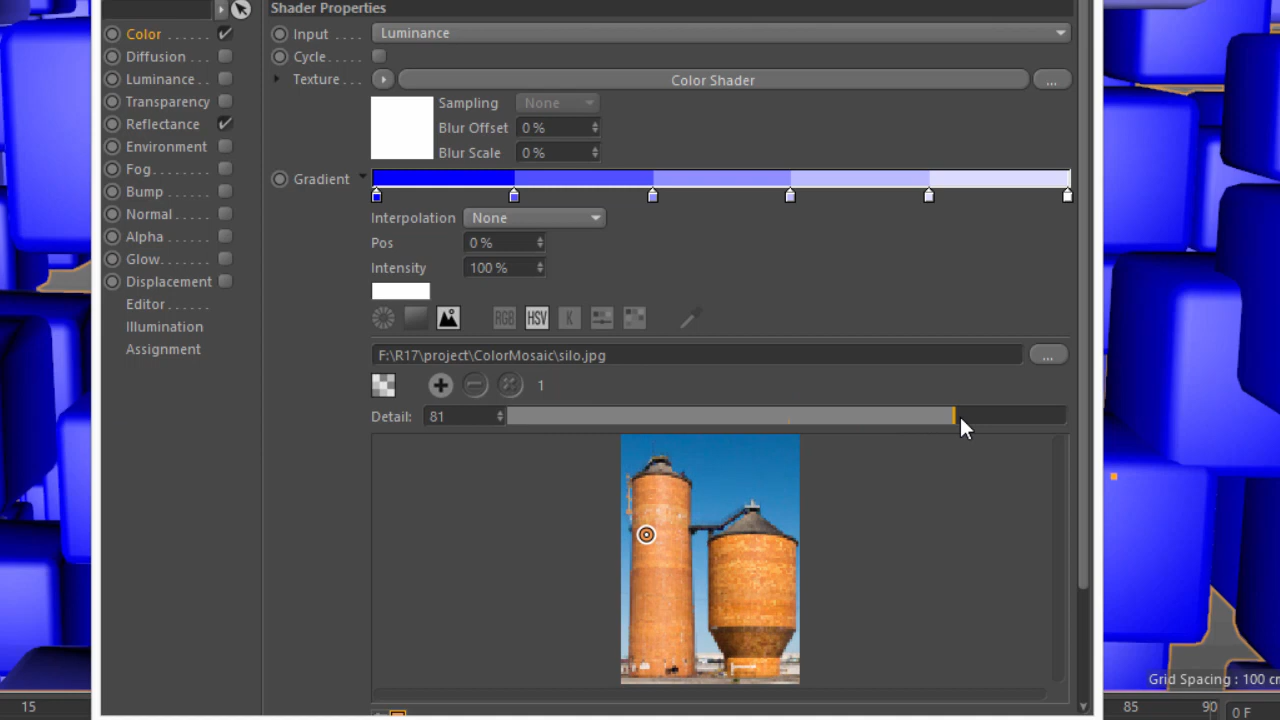 Shader Properties
Color ...... Input .... Luminance
Diffusion ..... Cycle.....
Luminance .. Texture ... Color Shader ...
Transparency Sampling None
Reflectance ... Blur Offset 0 %
Environment Blur Scale 0 %
Fog.......
Gradient
Bump .....
Normal .....
Interpolation None
Alpha ......
Pos 0 %
Glow......
Intensity 100 %
Displacement
Editor ......
RGB HSV K
Illumination
Assignment
F:\R17\project\ColorMosaic\silo.jpg ...
1
Detail: 81
Grid Spacing : 100 cm
15 85 90 0 F